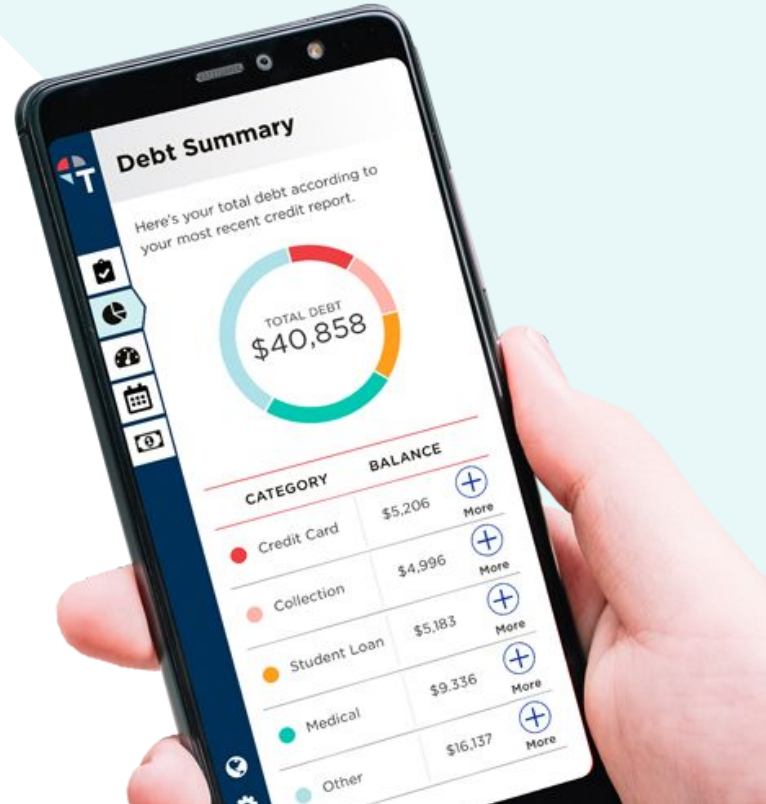 T
Debt Summary
Here's your total debt according to
your most recent credit report.
TOTAL DEBT
$40,858
CATEGORY BALANCE
Credit Card $5,206 More
Collection $4,996 More
Student Loan $5,183 More
Medical $9.336 More
Other $16,137 More